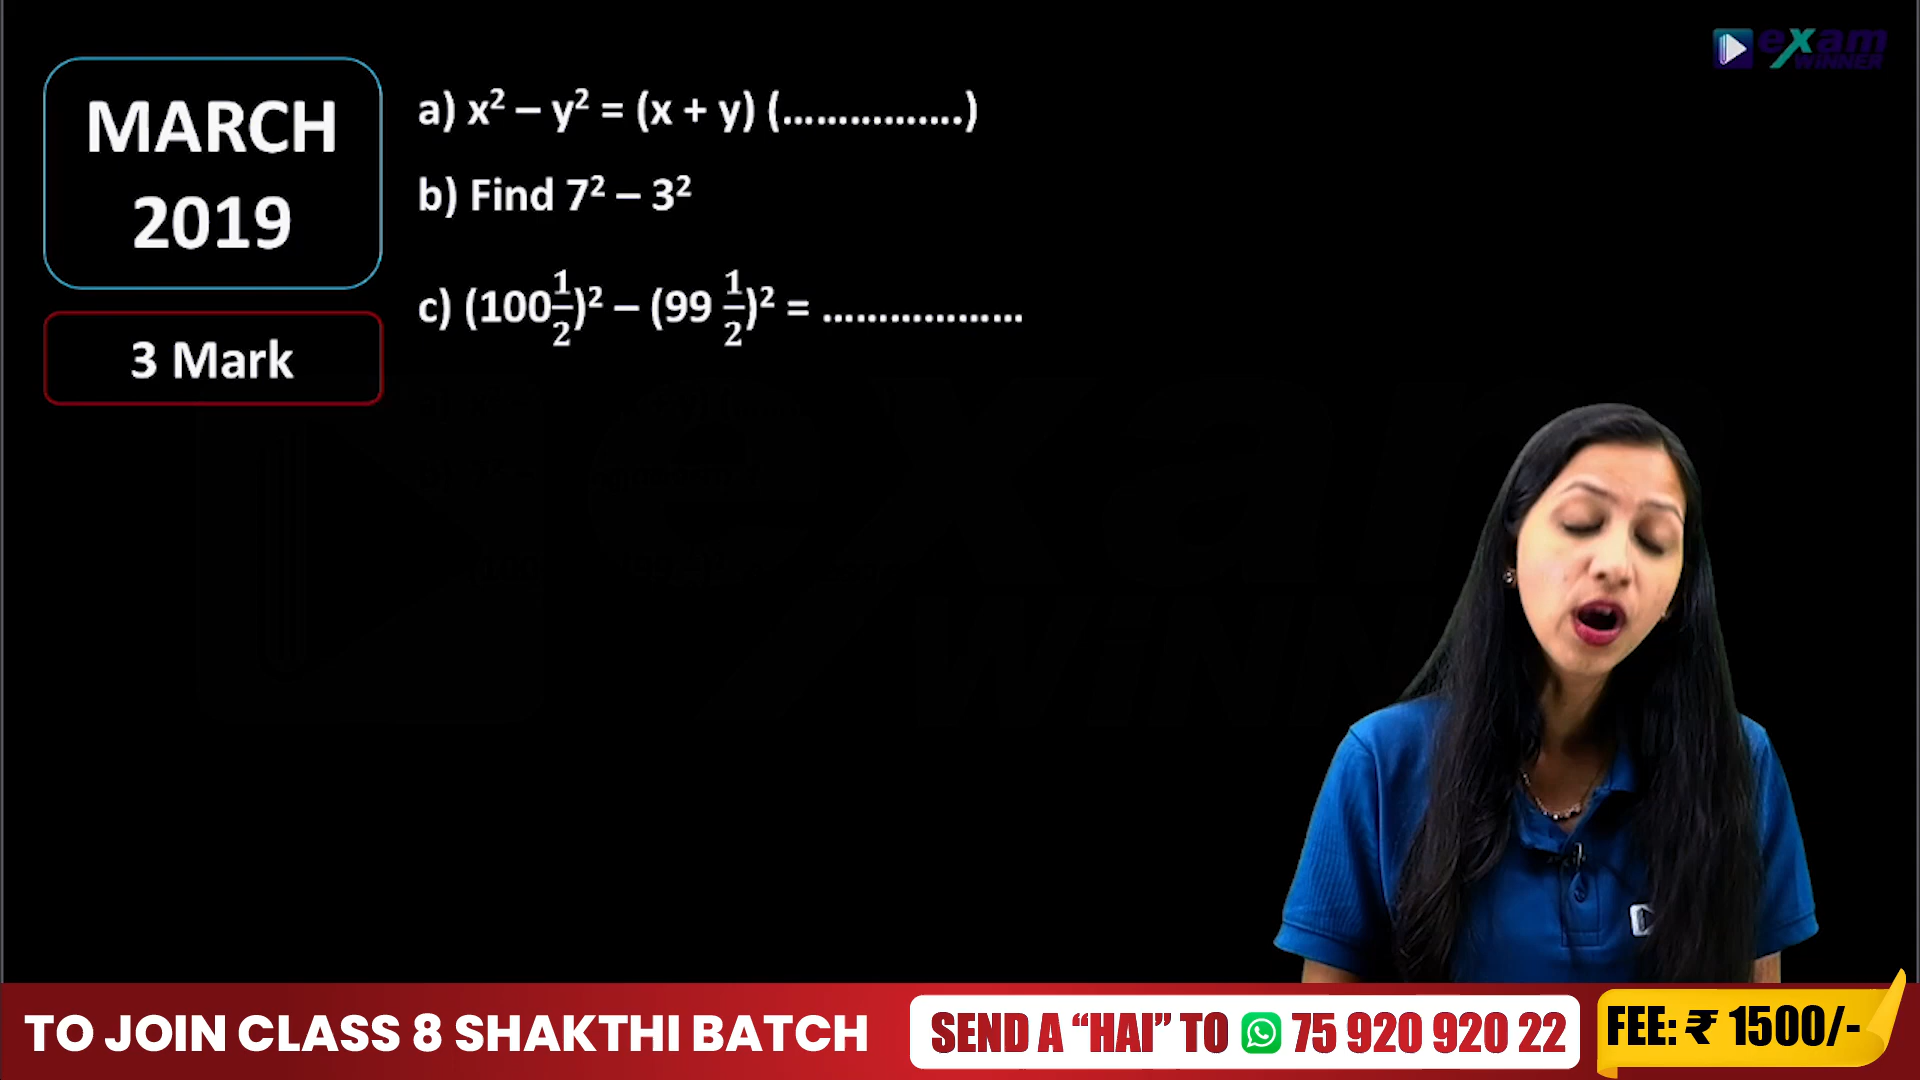 exam
WINNER
MARCH
2019
3 Mark
a) x² – y² = (x + y) (................)
b) Find 7² – 3²
c) (100½)² – (99 ½)² = ..................
TO JOIN CLASS 8 SHAKTHI BATCH
SEND A “HAI” TO 75 920 920 22
FEE: ₹ 1500/-